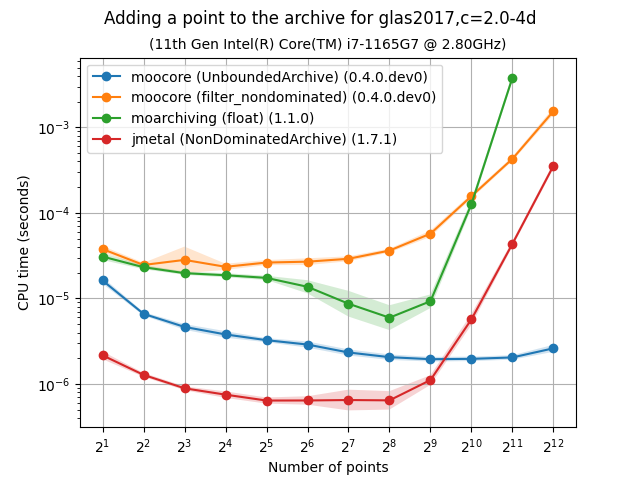 Adding a point to the archive for glas2017,c=2.0-4d
(11th Gen Intel(R) Core(TM) i7-1165G7 @ 2.80GHz)
moocore (UnboundedArchive) (0.4.0.dev0)
moocore (filter_nondominated) (0.4.0.dev0)
moarchiving (float) (1.1.0)
jmetal (NonDominatedArchive) (1.7.1)
CPU time (seconds)
10⁻³
10⁻⁴
10⁻⁵
10⁻⁶
2¹ 2² 2³ 2⁴ 2⁵ 2⁶ 2⁷ 2⁸ 2⁹ 2¹⁰ 2¹¹ 2¹²
Number of points